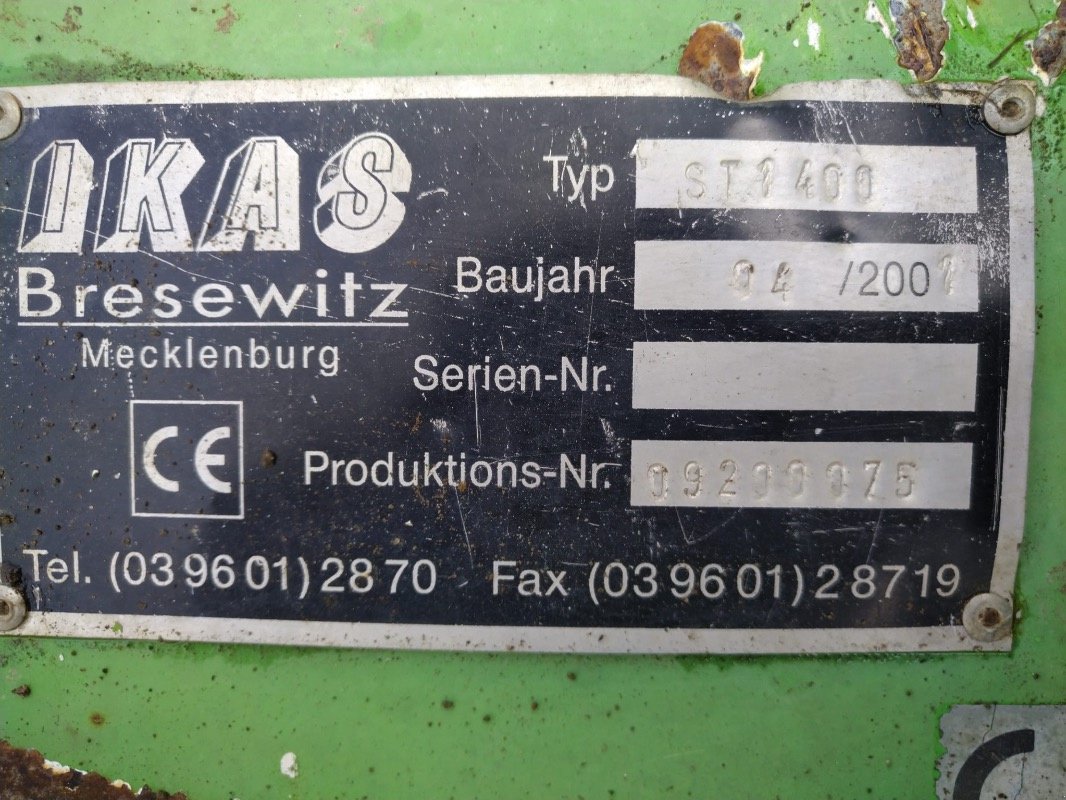 IKAS
Bresewitz
Mecklenburg
CE
Typ ST1400
Baujahr 04 /2001
Serien-Nr.
Produktions-Nr. 09200075
Tel. (03 96 01) 28 70 Fax (03 96 01) 2 87 19